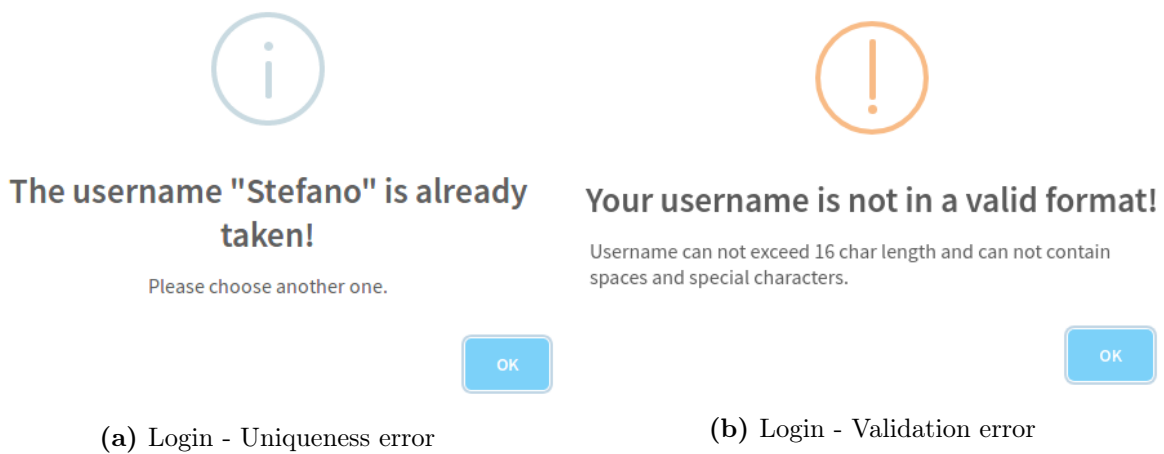 The username "Stefano" is already
taken!
Please choose another one.
OK
(a) Login - Uniqueness error
Your username is not in a valid format!
Username can not exceed 16 char length and can not contain
spaces and special characters.
OK
(b) Login - Validation error